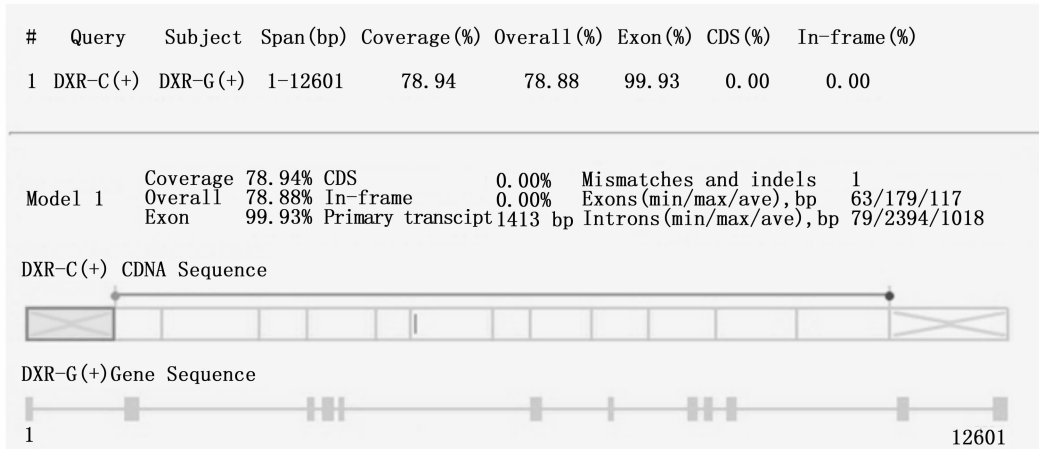 # Query Subject Span(bp) Coverage(%) Overall(%) Exon(%) CDS(%) In-frame(%)
1 DXR-C(+) DXR-G(+) 1-12601 78.94 78.88 99.93 0.00 0.00
Coverage 78.94% CDS 0.00% Mismatches and indels 1
Model 1 Overall 78.88% In-frame 0.00% Exons(min/max/ave),bp 63/179/117
Exon 99.93% Primary transcipt 1413 bp Introns(min/max/ave),bp 79/2394/1018
DXR-C(+) CDNA Sequence
DXR-G(+)Gene Sequence
1 12601